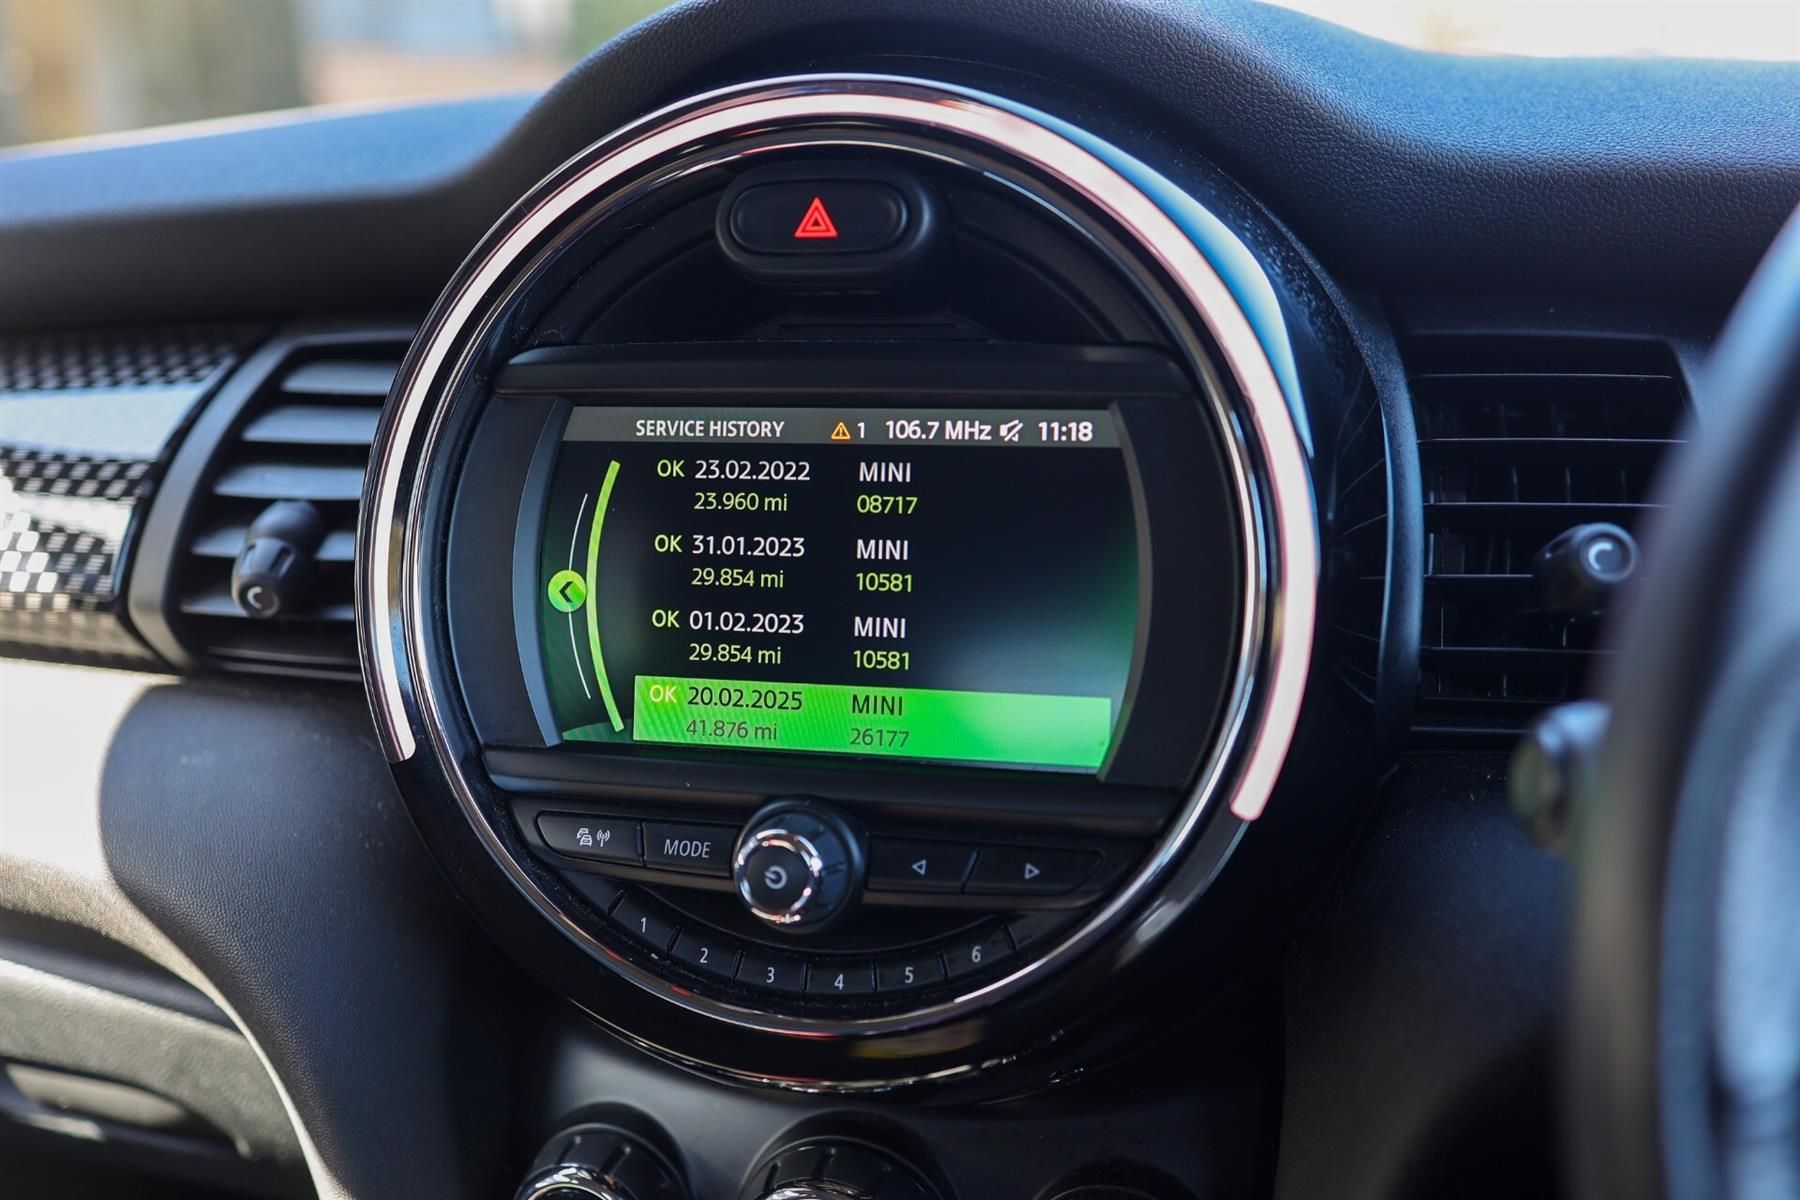 SERVICE HISTORY 1 106.7 MHz 11:18
OK 23.02.2022 MINI
23.960 mi 08717
OK 31.01.2023 MINI
29.854 mi 10581
OK 01.02.2023 MINI
29.854 mi 10581
OK 20.02.2025 MINI
41.876 mi 26177
MODE
1 2 3 4 5 6